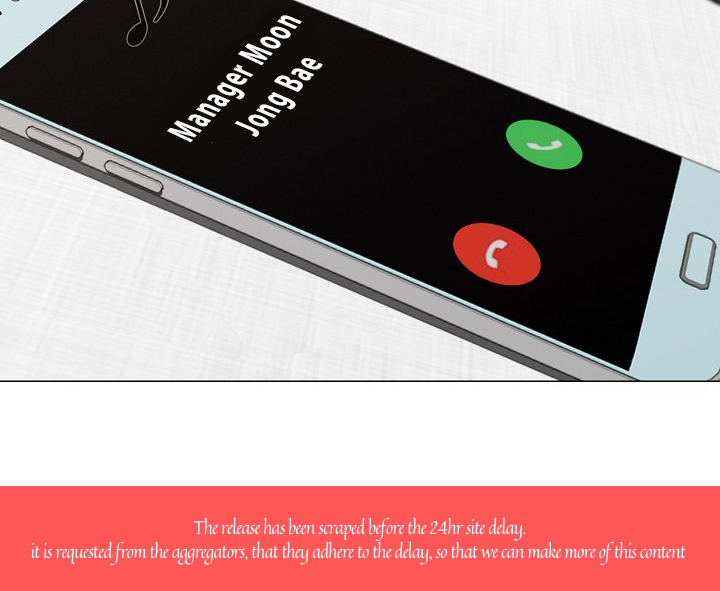 Manager Moon
Jong Bae
The release has been scraped before the 24hr site delay.
it is requested from the aggregators, that they adhere to the delay, so that we can make more of this content